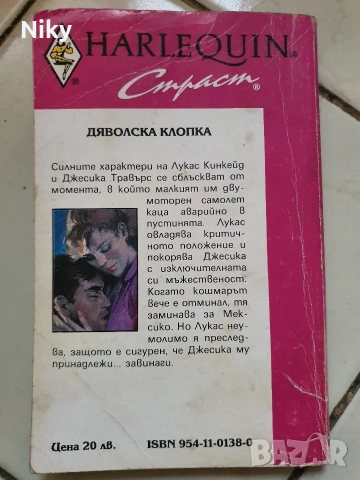 Niky
HARLEQUIN®
Страст®
ДЯВОЛСКА КЛОПКА
Силните характери на Лукас Кинкейд
и Джесика Травърс се сблъскват от
момента, в който малкият им дву-
моторен самолет
каца аварийно в
пустинята. Лукас
овладява критич-
ното положение и
покорява Джесика
с изключителната
си мъжественост.
Когато кошмарът
вече е отминал, тя
заминава за Мек-
сико. Но Лукас неу-
молимо я преслед-
ва, защото е сигурен, че Джесика му
принадлежи... завинаги.
Цена 20 лв.
ISBN 954-11-0138-0
BAZAR